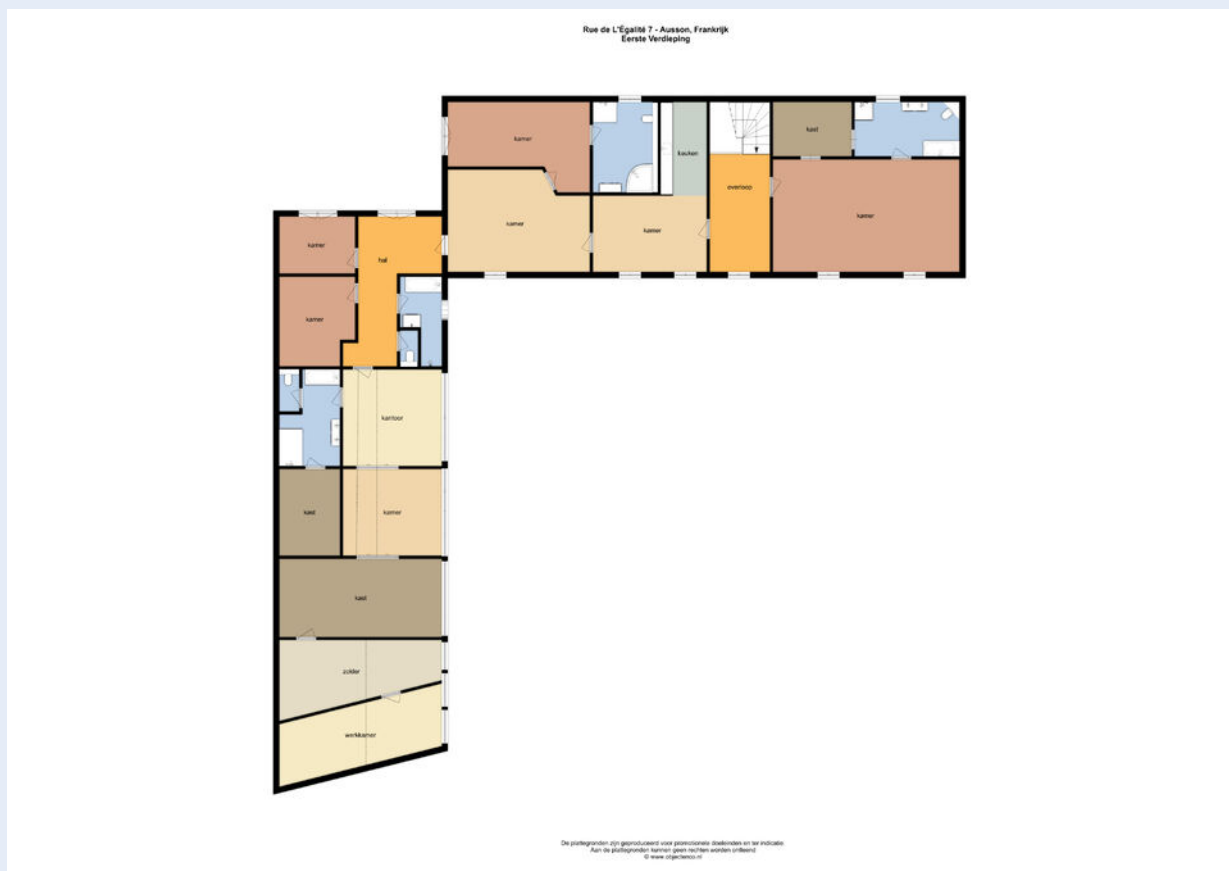 Rue de L'Égalité 7 - Ausson, Frankrijk
Eerste Verdieping
kamer
keuken
kast
overloop
kamer
kamer
kamer
kamer
hal
kamer
kantoor
kast
kamer
kast
zolder
werkkamer
De plattegronden zijn geproduceerd voor promotionele doeleinden en ter indicatie
Aan de plattegronden kunnen geen rechten worden ontleend
© www.objectenco.nl